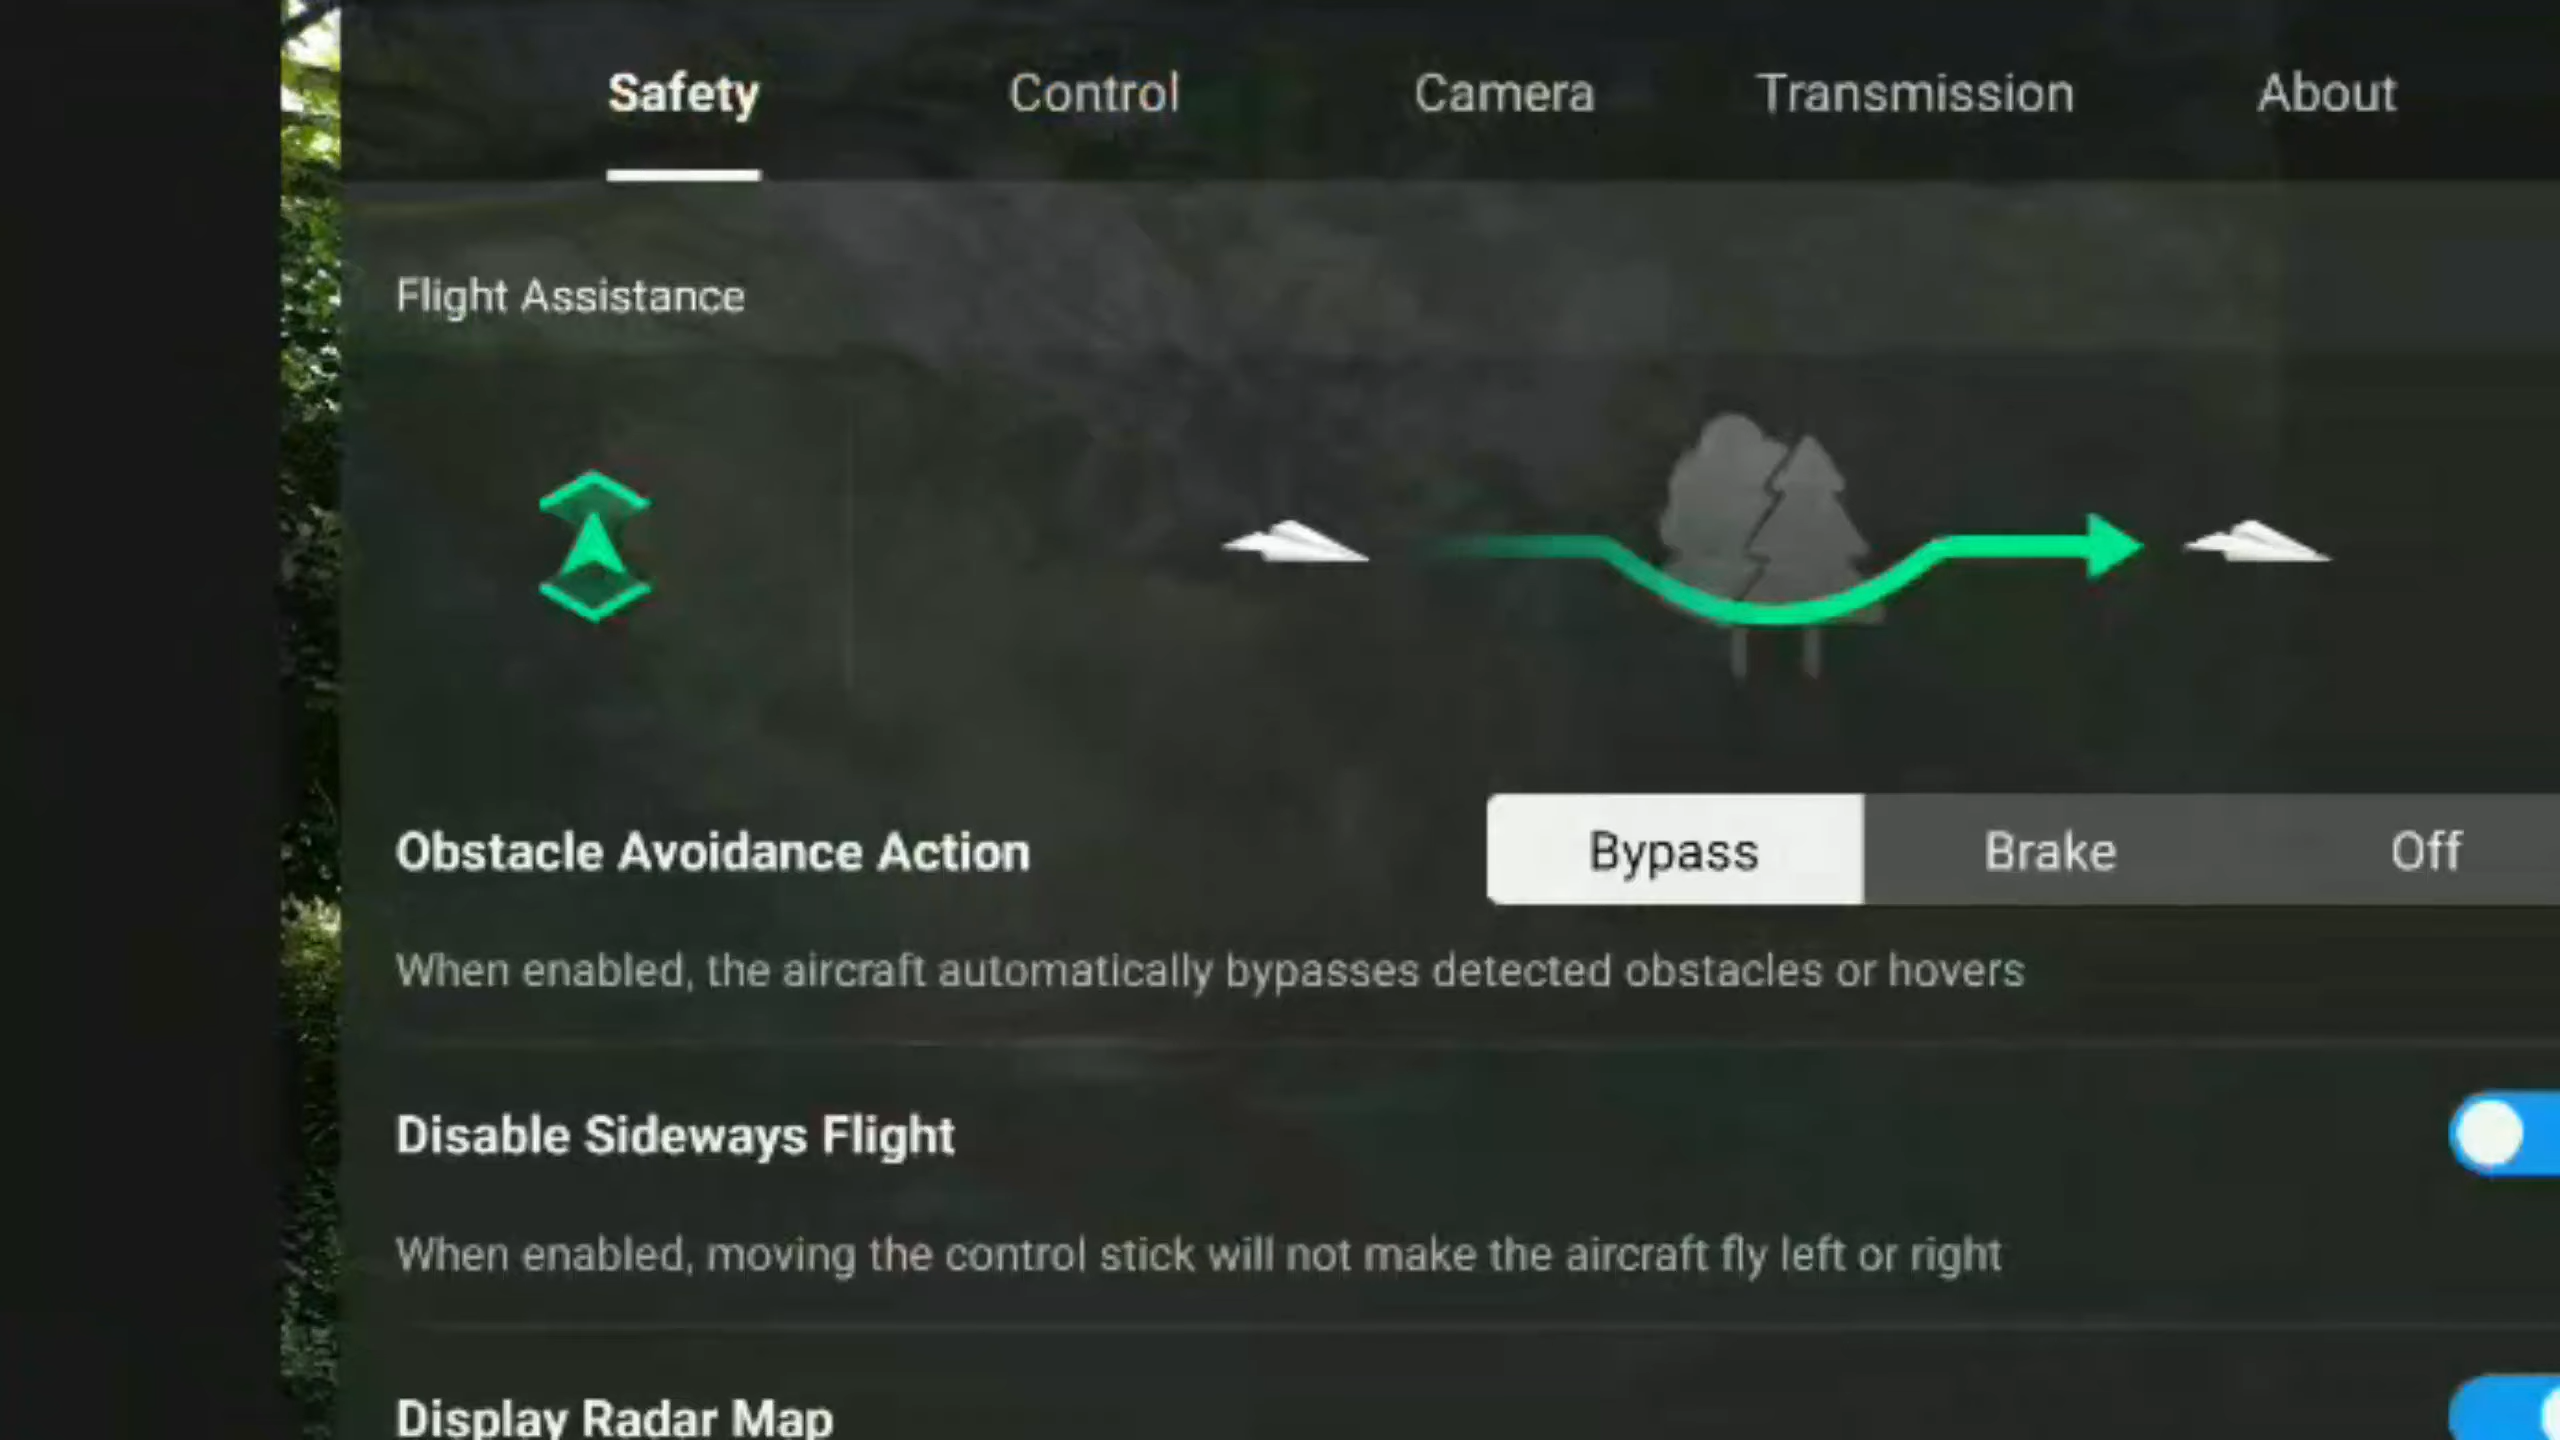 Safety Control Camera Transmission About
Flight Assistance
Obstacle Avoidance Action Bypass Brake Off
When enabled, the aircraft automatically bypasses detected obstacles or hovers
Disable Sideways Flight
When enabled, moving the control stick will not make the aircraft fly left or right
Display Radar Map